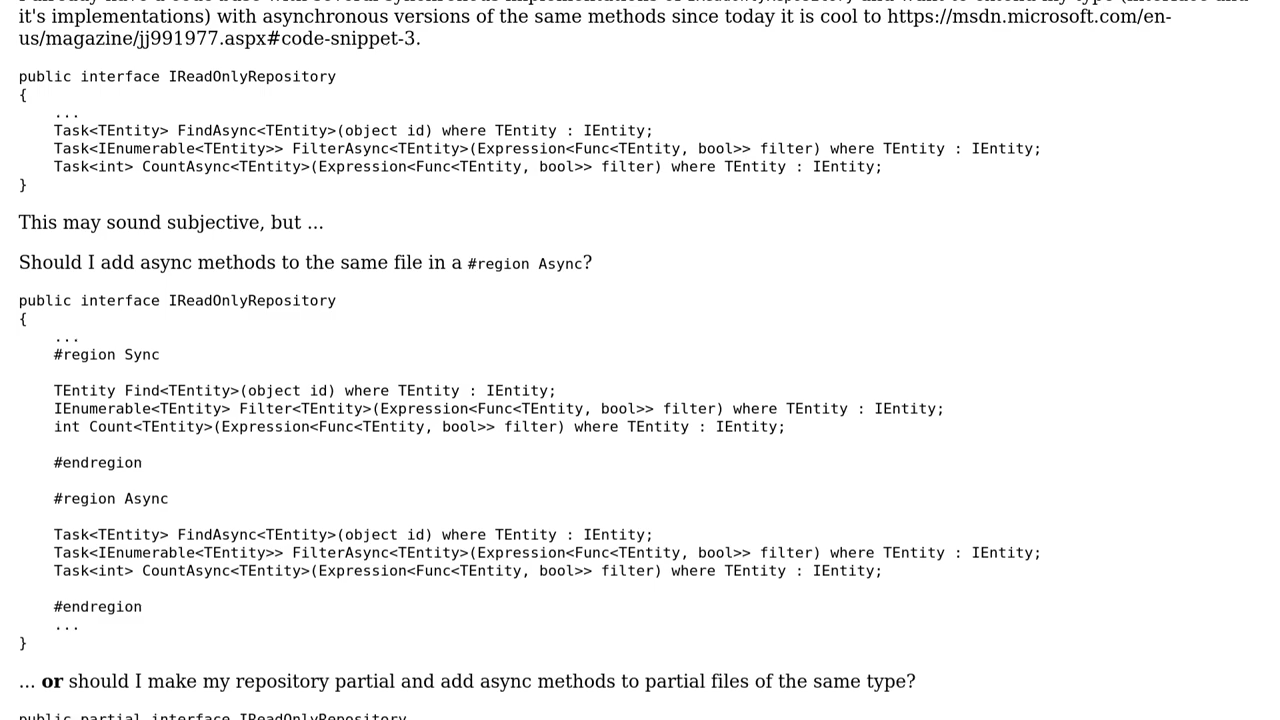 it's implementations) with asynchronous versions of the same methods since today it is cool to https://msdn.microsoft.com/en-
us/magazine/jj991977.aspx#code-snippet-3.
public interface IReadOnlyRepository
{
    ...
    Task<TEntity> FindAsync<TEntity>(object id) where TEntity : IEntity;
    Task<IEnumerable<TEntity>> FilterAsync<TEntity>(Expression<Func<TEntity, bool>> filter) where TEntity : IEntity;
    Task<int> CountAsync<TEntity>(Expression<Func<TEntity, bool>> filter) where TEntity : IEntity;
}
This may sound subjective, but ...
Should I add async methods to the same file in a #region Async?
public interface IReadOnlyRepository
{
    ...
    #region Sync
    TEntity Find<TEntity>(object id) where TEntity : IEntity;
    IEnumerable<TEntity> Filter<TEntity>(Expression<Func<TEntity, bool>> filter) where TEntity : IEntity;
    int Count<TEntity>(Expression<Func<TEntity, bool>> filter) where TEntity : IEntity;
    #endregion
    #region Async
    Task<TEntity> FindAsync<TEntity>(object id) where TEntity : IEntity;
    Task<IEnumerable<TEntity>> FilterAsync<TEntity>(Expression<Func<TEntity, bool>> filter) where TEntity : IEntity;
    Task<int> CountAsync<TEntity>(Expression<Func<TEntity, bool>> filter) where TEntity : IEntity;
    #endregion
    ...
}
... or should I make my repository partial and add async methods to partial files of the same type?
public partial interface IReadOnlyRepository